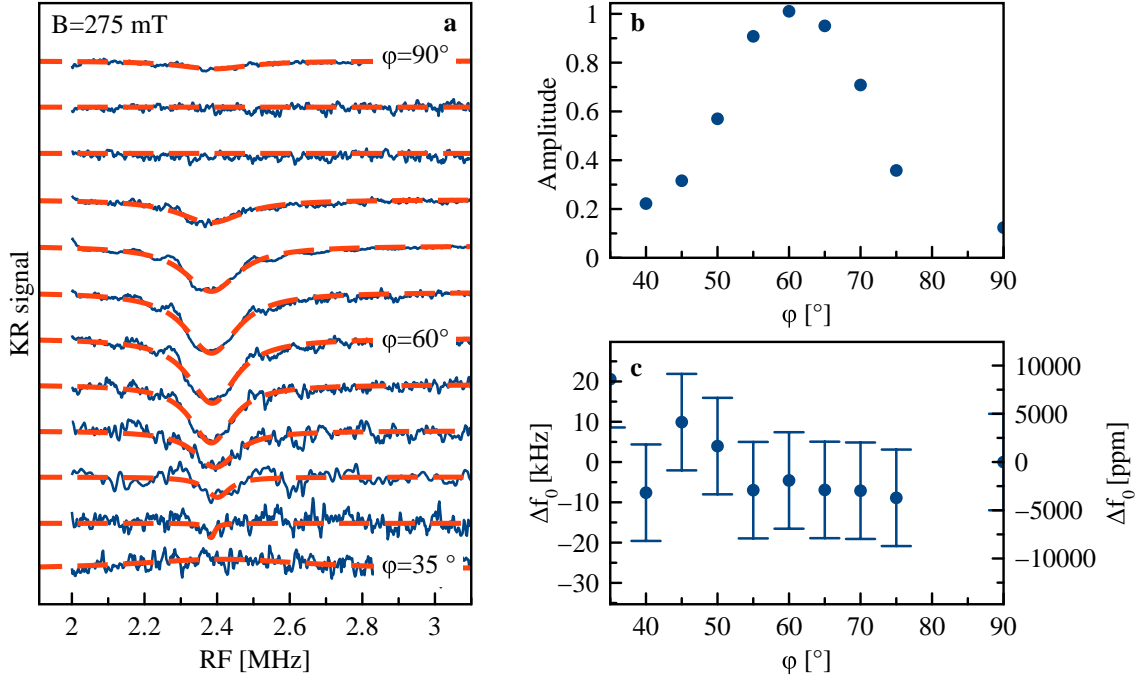 B=275 mT
a
φ=90°
φ=60°
φ=35 °
KR signal
2
2.2
2.4
2.6
2.8
3
RF [MHz]
b
1
0.8
0.6
0.4
0.2
0
Amplitude
40
50
60
70
80
90
φ [°]
c
20
10
0
−10
−20
−30
Δf0 [kHz]
10000
5000
0
−5000
−10000
Δf0 [ppm]
40
50
60
70
80
90
φ [°]